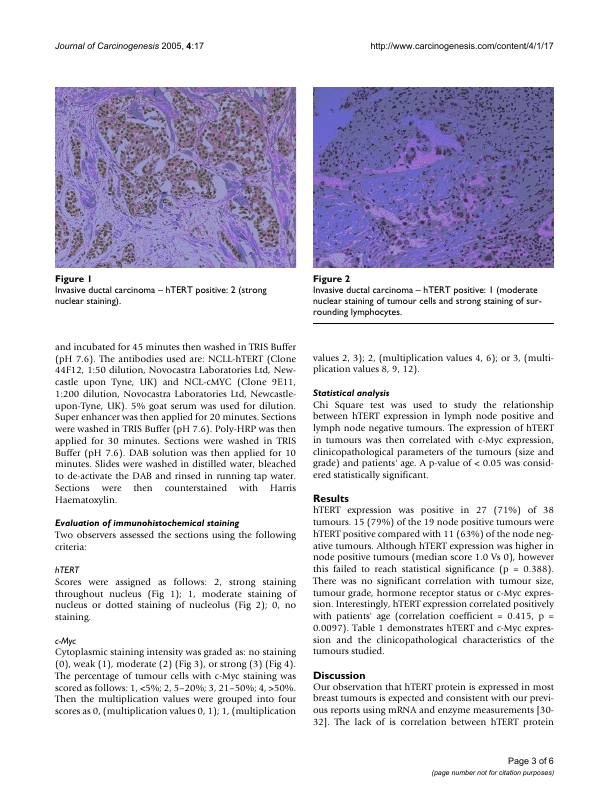 Journal of Carcinogenesis 2005, 4:17
http://www.carcinogenesis.com/content/4/1/17
Figure 1
Invasive ductal carcinoma – hTERT positive: 2 (strong
nuclear staining).
Figure 2
Invasive ductal carcinoma – hTERT positive: 1 (moderate
nuclear staining of tumour cells and strong staining of sur-
rounding lymphocytes.
and incubated for 45 minutes then washed in TRIS Buffer
(pH 7.6). The antibodies used are: NCLL-hTERT (Clone
44F12, 1:50 dilution, Novocastra Laboratories Ltd, New-
castle upon Tyne, UK) and NCL-cMYC (Clone 9E11,
1:200 dilution, Novocastra Laboratories Ltd, Newcastle-
upon-Tyne, UK). 5% goat serum was used for dilution.
Super enhancer was then applied for 20 minutes. Sections
were washed in TRIS Buffer (pH 7.6). Poly-HRP was then
applied for 30 minutes. Sections were washed in TRIS
Buffer (pH 7.6). DAB solution was then applied for 10
minutes. Slides were washed in distilled water, bleached
to de-activate the DAB and rinsed in running tap water.
Sections were then counterstained with Harris
Haematoxylin.
Evaluation of immunohistochemical staining
Two observers assessed the sections using the following
criteria:
hTERT
Scores were assigned as follows: 2, strong staining
throughout nucleus (Fig 1); 1, moderate staining of
nucleus or dotted staining of nucleolus (Fig 2); 0, no
staining.
c-Myc
Cytoplasmic staining intensity was graded as: no staining
(0), weak (1), moderate (2) (Fig 3), or strong (3) (Fig 4).
The percentage of tumour cells with c-Myc staining was
scored as follows: 1, <5%; 2, 5–20%; 3, 21–50%; 4, >50%.
Then the multiplication values were grouped into four
scores as 0, (multiplication values 0, 1); 1, (multiplication
values 2, 3); 2, (multiplication values 4, 6); or 3, (multi-
plication values 8, 9, 12).
Statistical analysis
Chi Square test was used to study the relationship
between hTERT expression in lymph node positive and
lymph node negative tumours. The expression of hTERT
in tumours was then correlated with c-Myc expression,
clinicopathological parameters of the tumours (size and
grade) and patients' age. A p-value of < 0.05 was consid-
ered statistically significant.
Results
hTERT expression was positive in 27 (71%) of 38
tumours. 15 (79%) of the 19 node positive tumours were
hTERT positive compared with 11 (63%) of the node neg-
ative tumours. Although hTERT expression was higher in
node positive tumours (median score 1.0 Vs 0), however
this failed to reach statistical significance (p = 0.388).
There was no significant correlation with tumour size,
tumour grade, hormone receptor status or c-Myc expres-
sion. Interestingly, hTERT expression correlated positively
with patients' age (correlation coefficient = 0.415, p =
0.0097). Table 1 demonstrates hTERT and c-Myc expres-
sion and the clinicopathological characteristics of the
tumours studied.
Discussion
Our observation that hTERT protein is expressed in most
breast tumours is expected and consistent with our previ-
ous reports using mRNA and enzyme measurements [30-
32]. The lack of is correlation between hTERT protein
Page 3 of 6
(page number not for citation purposes)